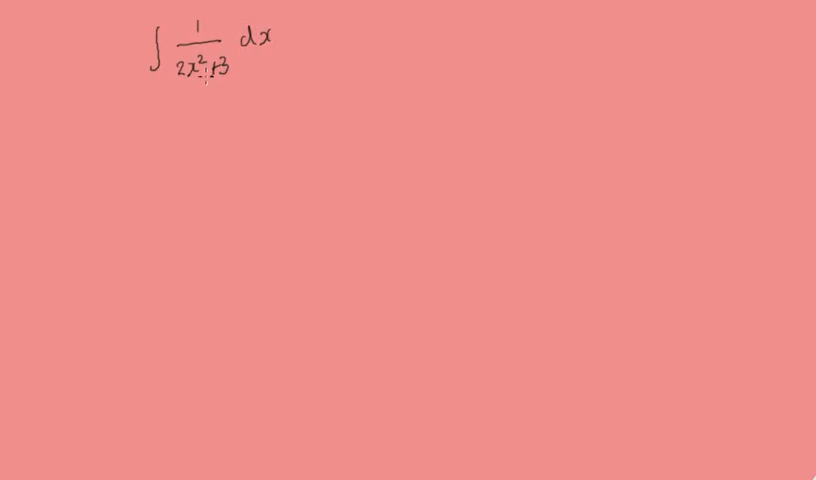 ∫ 1/(2x²+3) dx